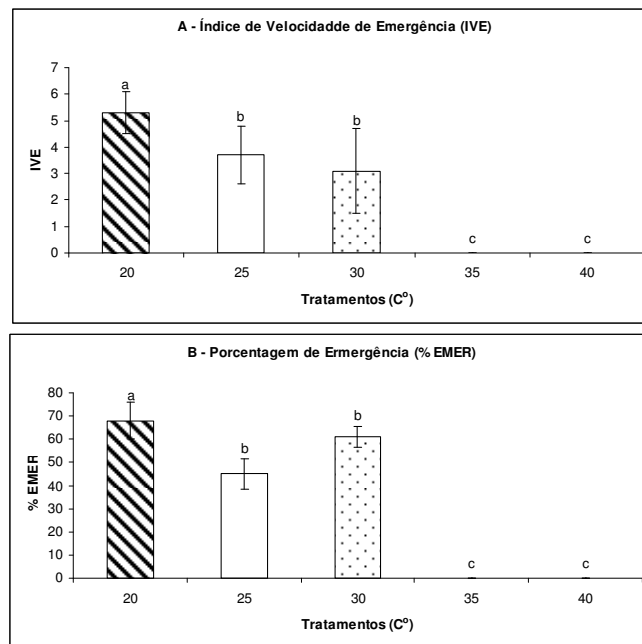 A - Índice de Velocidadde de Emergência (IVE)
7
6
5
4
3
2
1
0
IVE
a
b
b
c
c
20 25 30 35 40
Tratamentos (Cº)
B - Porcentagem de Ermergência (% EMER)
80
70
60
50
40
30
20
10
0
% EMER
a
b
b
c
c
20 25 30 35 40
Tratamentos (Cº)